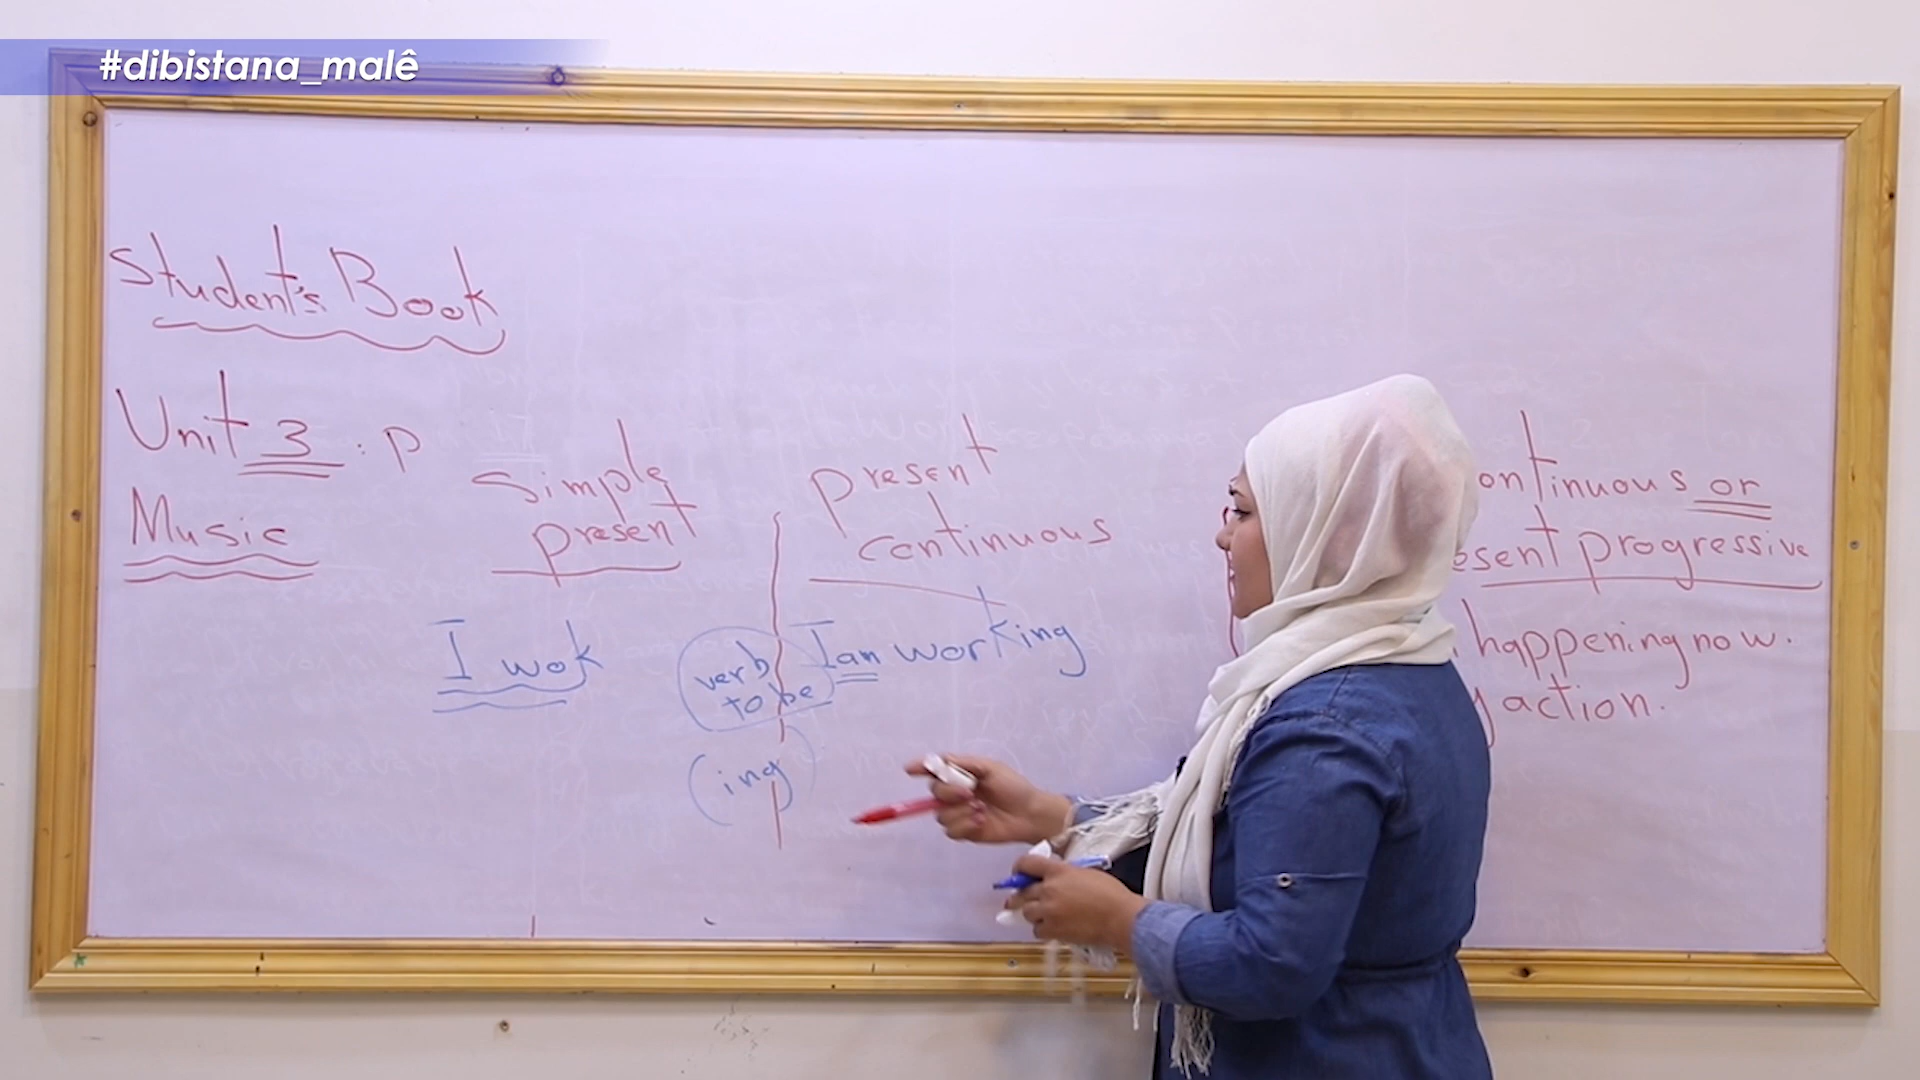 #dibistana_malê
Student's Book
Unit 3 : P
Music
Simple
present
present
continuous
I wok
verb
to be
(ing)
I am working
ontinuous or
esent progressive
happening now.
y action.